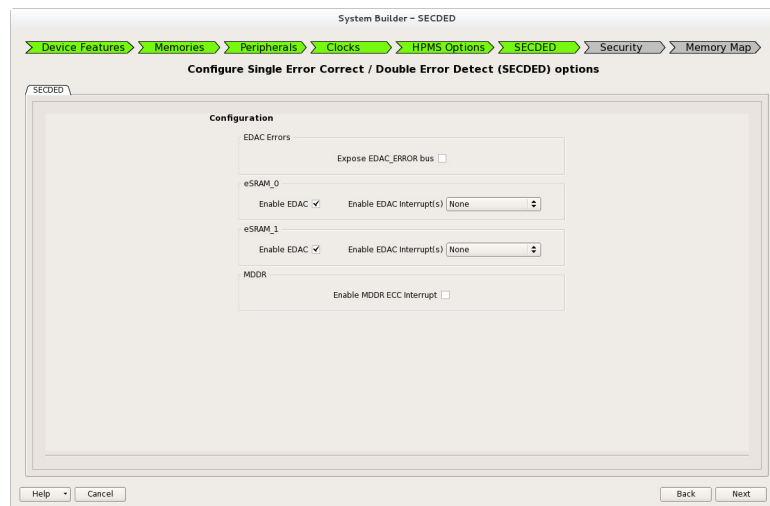 System Builder – SECDED
Device Features Memories Peripherals Clocks HPMS Options SECDED Security Memory Map
Configure Single Error Correct / Double Error Detect (SECDED) options
SECDED
Configuration
EDAC Errors
Expose EDAC_ERROR bus
eSRAM_0
Enable EDAC Enable EDAC Interrupt(s) None
eSRAM_1
Enable EDAC Enable EDAC Interrupt(s) None
MDDR
Enable MDDR ECC Interrupt
Help Cancel Back Next